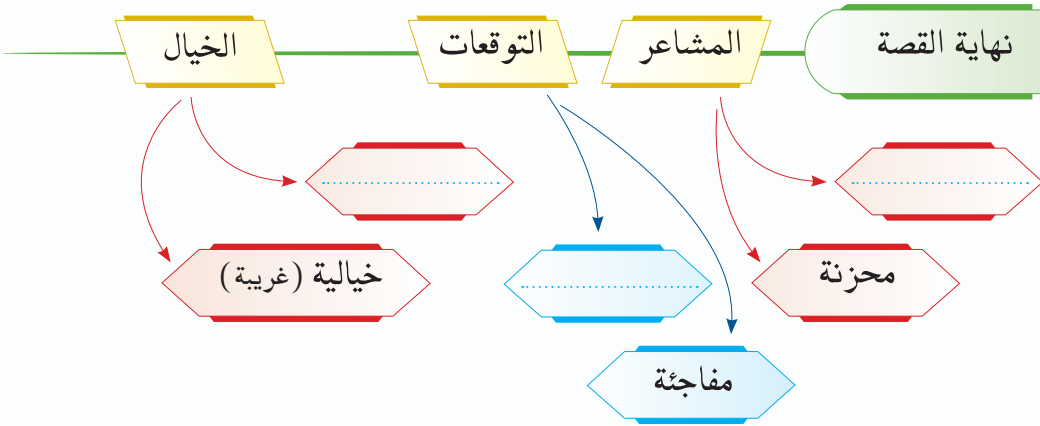 نهاية القصة
المشاعر
التوقعات
الخيال
محزنة
خيالية (غريبة)
مفاجئة